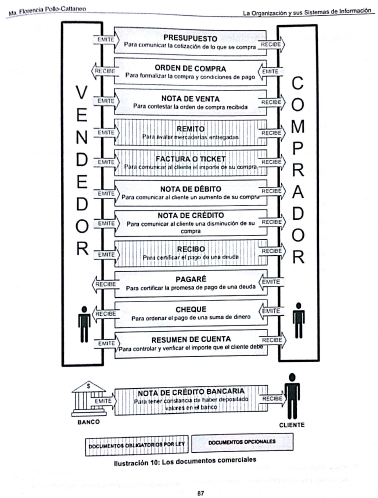 Ma. Florencia Pollo-Cattaneo
La Organización y sus Sistemas de Información
VENDEDOR
COMPRADOR
EMITE
PRESUPUESTO
Para comunicar la cotización de lo que se compra
RECIBE
RECIBE
ORDEN DE COMPRA
Para formalizar la compra y condiciones de pago
EMITE
EMITE
NOTA DE VENTA
Para contestar la orden de compra recibida
RECIBE
EMITE
REMITO
Para avalar mercaderías entregadas
RECIBE
EMITE
FACTURA O TICKET
Para comunicar al cliente el importe de su compra
RECIBE
EMITE
NOTA DE DÉBITO
Para comunicar al cliente un aumento de su compra
RECIBE
EMITE
NOTA DE CRÉDITO
Para comunicar al cliente una disminución de su
compra
RECIBE
EMITE
RECIBO
Para certificar el pago de una deuda
RECIBE
RECIBE
PAGARÉ
Para certificar la promesa de pago de una deuda
EMITE
RECIBE
CHEQUE
Para ordenar el pago de una suma de dinero
EMITE
EMITE
RESUMEN DE CUENTA
Para controlar y verificar el importe que el cliente debe
RECIBE
$
BANCO
EMITE
NOTA DE CRÉDITO BANCARIA
Para tener constancia de haber depositado
valores en el banco
RECIBE
CLIENTE
DOCUMENTOS OBLIGATORIOS POR LEY
DOCUMENTOS OPCIONALES
Ilustración 10: Los documentos comerciales
87